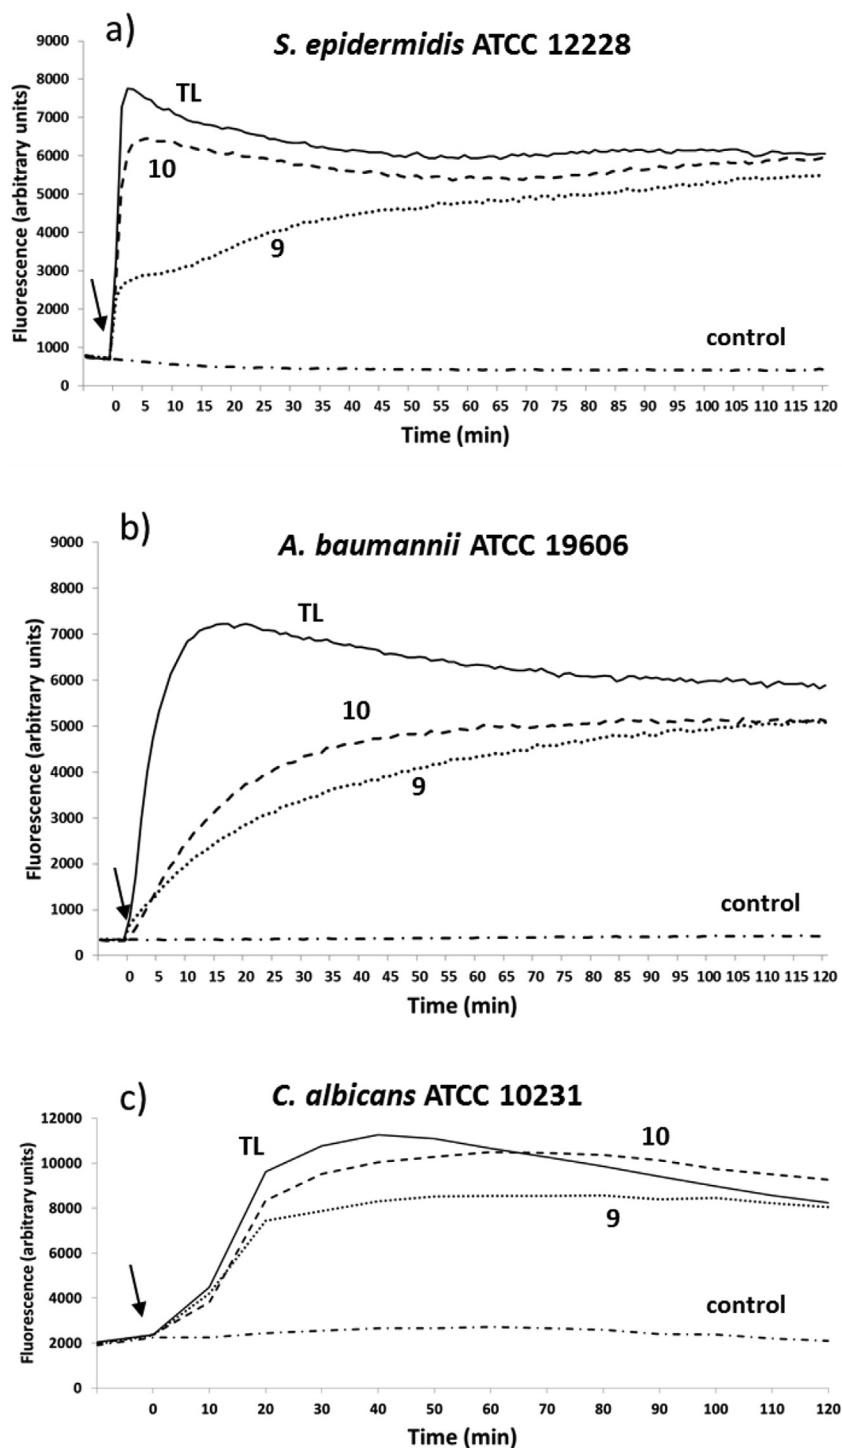 a)
S. epidermidis ATCC 12228
Fluorescence (arbitrary units)
9000
8000
7000
6000
5000
4000
3000
2000
1000
0
TL
10
9
control
0 5 10 15 20 25 30 35 40 45 50 55 60 65 70 75 80 85 90 95 100 105 110 115 120
Time (min)
b)
A. baumannii ATCC 19606
Fluorescence (arbitrary units)
9000
8000
7000
6000
5000
4000
3000
2000
1000
0
TL
10
9
control
0 5 10 15 20 25 30 35 40 45 50 55 60 65 70 75 80 85 90 95 100 105 110 115 120
Time (min)
c)
C. albicans ATCC 10231
Fluorescence (arbitrary units)
12000
10000
8000
6000
4000
2000
0
TL
10
9
control
0 10 20 30 40 50 60 70 80 90 100 110 120
Time (min)